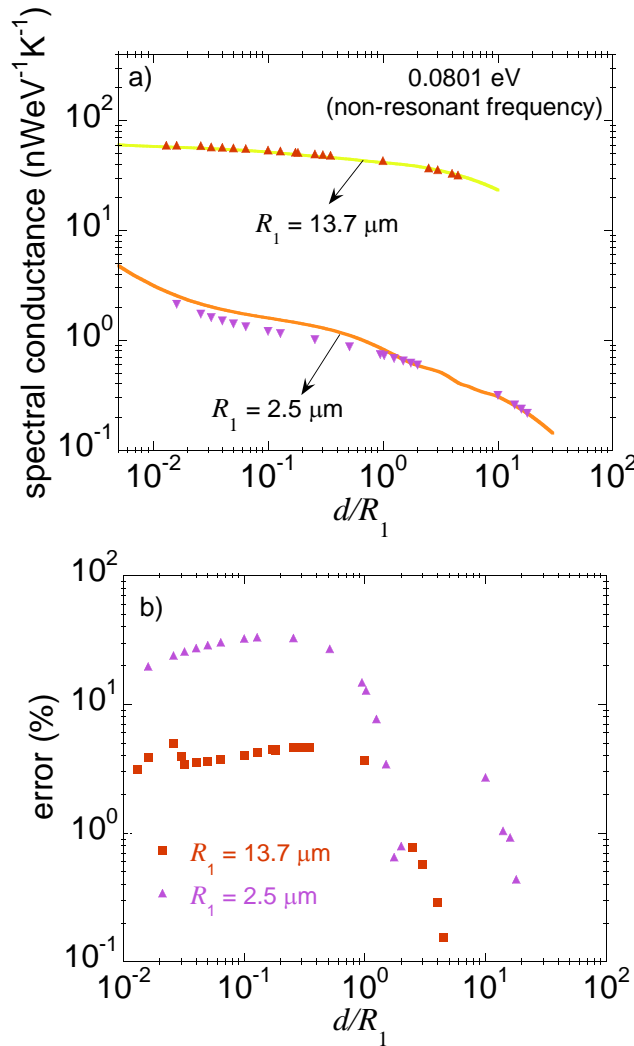 a)
0.0801 eV
(non-resonant frequency)
spectral conductance (nWeV⁻¹K⁻¹)
10²
10¹
10⁰
10⁻¹
R₁ = 13.7 μm
R₁ = 2.5 μm
10⁻² 10⁻¹ 10⁰ 10¹ 10²
d/R₁
b)
error (%)
10²
10¹
10⁰
10⁻¹
R₁ = 13.7 μm
R₁ = 2.5 μm
10⁻² 10⁻¹ 10⁰ 10¹ 10²
d/R₁